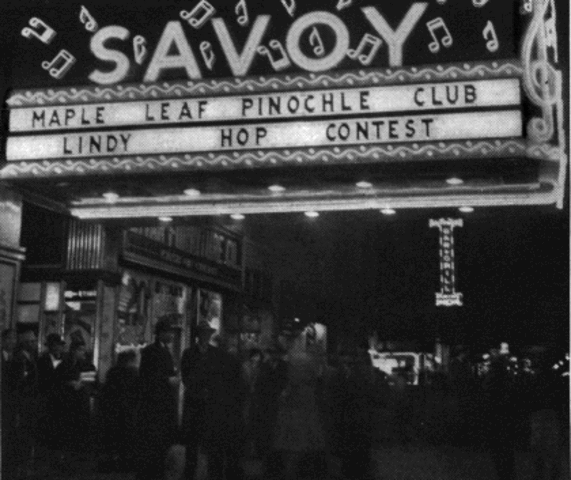 SAVOY
MAPLE LEAF PINOCHLE CLUB
LINDY HOP CONTEST